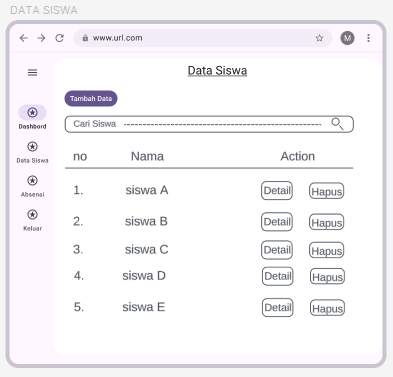 DATA SISWA
www.url.com
M
Data Siswa
Tambah Data
Cari Siswa ------------------------------------------------
Dashbord
Data Siswa
Absensi
Keluar
no Nama Action
1. siswa A Detail Hapus
2. siswa B Detail Hapus
3. siswa C Detail Hapus
4. siswa D Detail Hapus
5. siswa E Detail Hapus